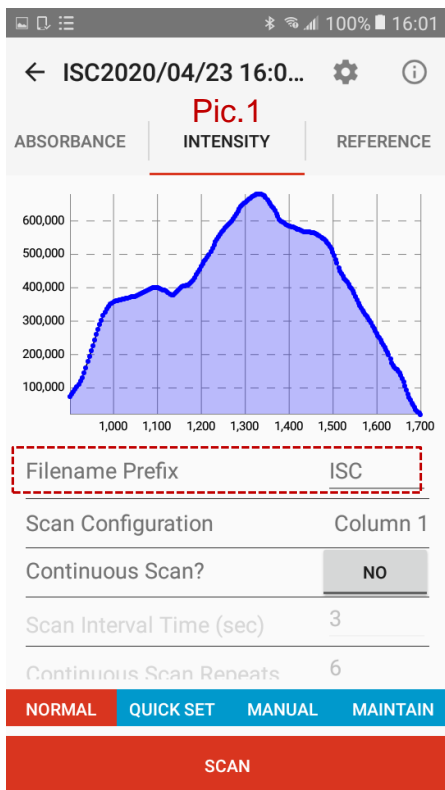 100% 16:01
ISC2020/04/23 16:0...
Pic.1
ABSORBANCE INTENSITY REFERENCE
600,000
500,000
400,000
300,000
200,000
100,000
1,000 1,100 1,200 1,300 1,400 1,500 1,600 1,700
Filename Prefix ISC
Scan Configuration Column 1
Continuous Scan? NO
Scan Interval Time (sec) 3
Continuous Scan Repeats 6
NORMAL QUICK SET MANUAL MAINTAIN
SCAN